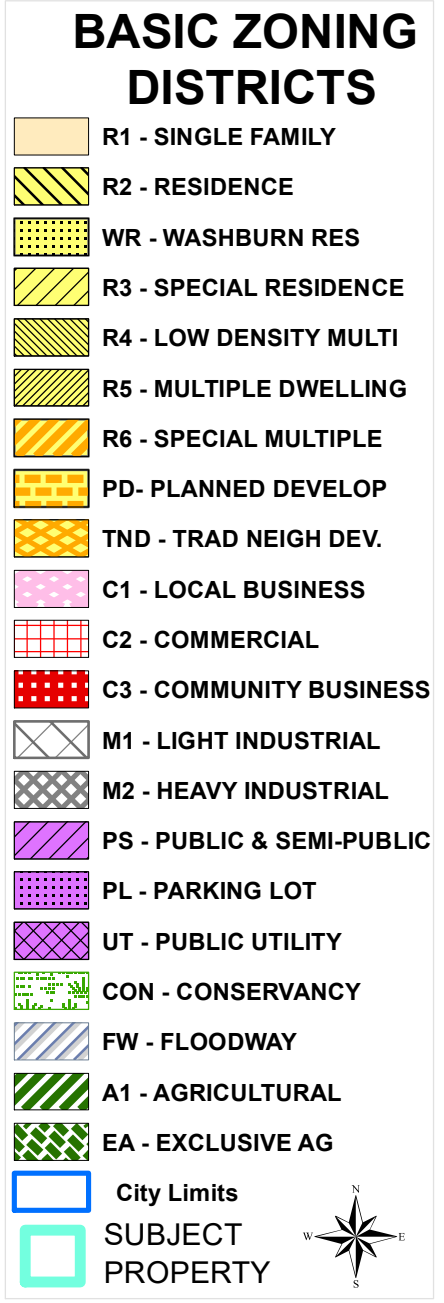 BASIC ZONING
DISTRICTS
R1 - SINGLE FAMILY
R2 - RESIDENCE
WR - WASHBURN RES
R3 - SPECIAL RESIDENCE
R4 - LOW DENSITY MULTI
R5 - MULTIPLE DWELLING
R6 - SPECIAL MULTIPLE
PD- PLANNED DEVELOP
TND - TRAD NEIGH DEV.
C1 - LOCAL BUSINESS
C2 - COMMERCIAL
C3 - COMMUNITY BUSINESS
M1 - LIGHT INDUSTRIAL
M2 - HEAVY INDUSTRIAL
PS - PUBLIC & SEMI-PUBLIC
PL - PARKING LOT
UT - PUBLIC UTILITY
CON - CONSERVANCY
FW - FLOODWAY
A1 - AGRICULTURAL
EA - EXCLUSIVE AG
City Limits
SUBJECT
PROPERTY
N
W E
S